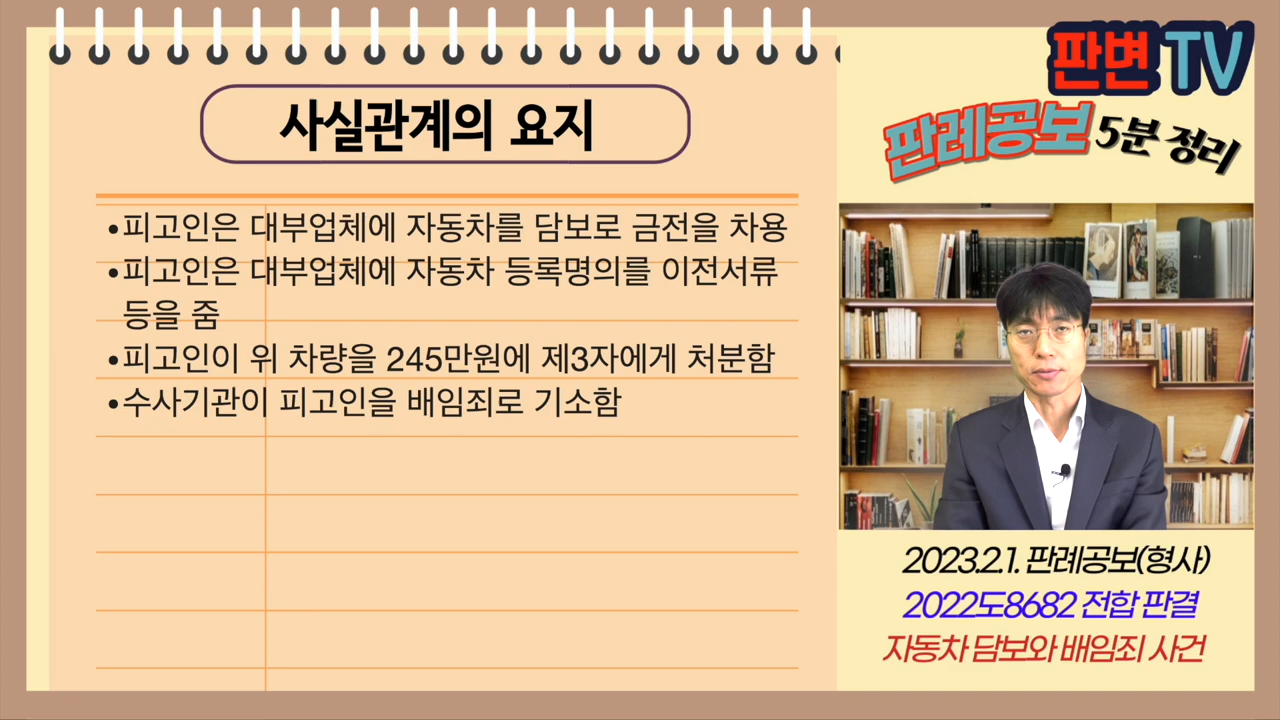 사실관계의 요지
•피고인은 대부업체에 자동차를 담보로 금전을 차용
•피고인은 대부업체에 자동차 등록명의를 이전서류
등을 줌
•피고인이 위 차량을 245만원에 제3자에게 처분함
•수사기관이 피고인을 배임죄로 기소함
판변 TV
판례공보 5분 정리
2023.2.1. 판례공보(형사)
2022도8682 전합 판결
자동차 담보와 배임죄 사건